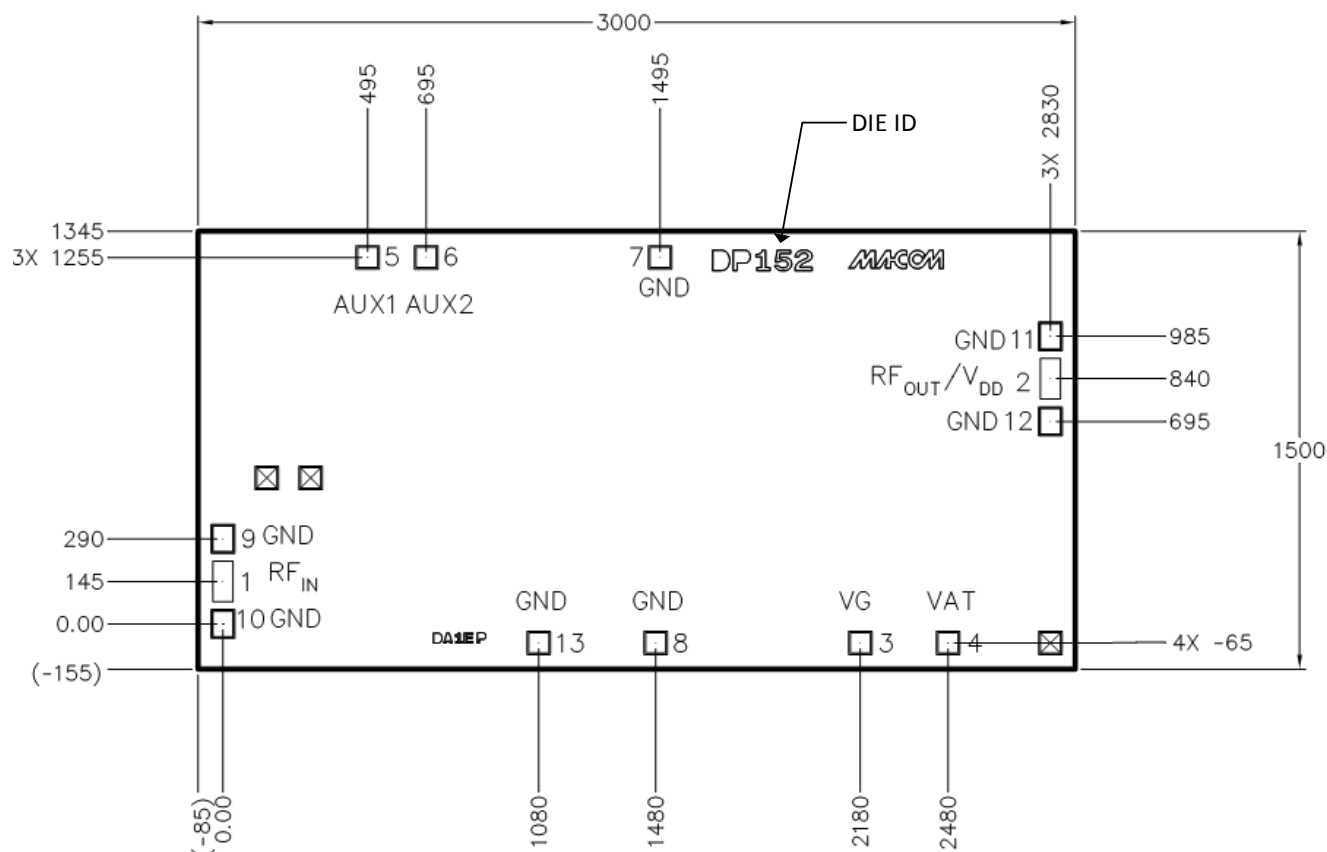 3000
495
695
1495
3X 2830
DIE ID
1345
3X 1255
5
6
7
DP152 MACOM
AUX1 AUX2
GND
GND 11
985
RF_OUT/V_DD 2
840
GND 12
695
1500
290
9 GND
145
1 RF_IN
0.00
10 GND
(-155)
GND
GND
VG
VAT
DA1EP
13
8
3
4
4X -65
(-85)
0.00
1080
1480
2180
2480